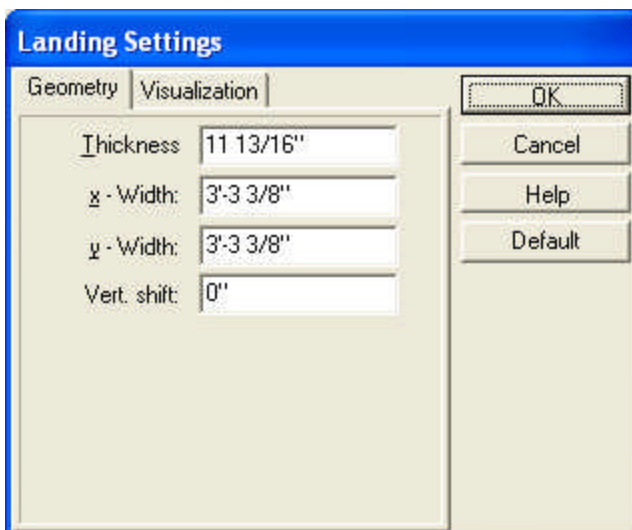 Landing Settings
Geometry
Visualization
OK
Thickness
11 13/16"
Cancel
x - Width:
3'-3 3/8"
Help
y - Width:
3'-3 3/8"
Default
Vert. shift:
0"